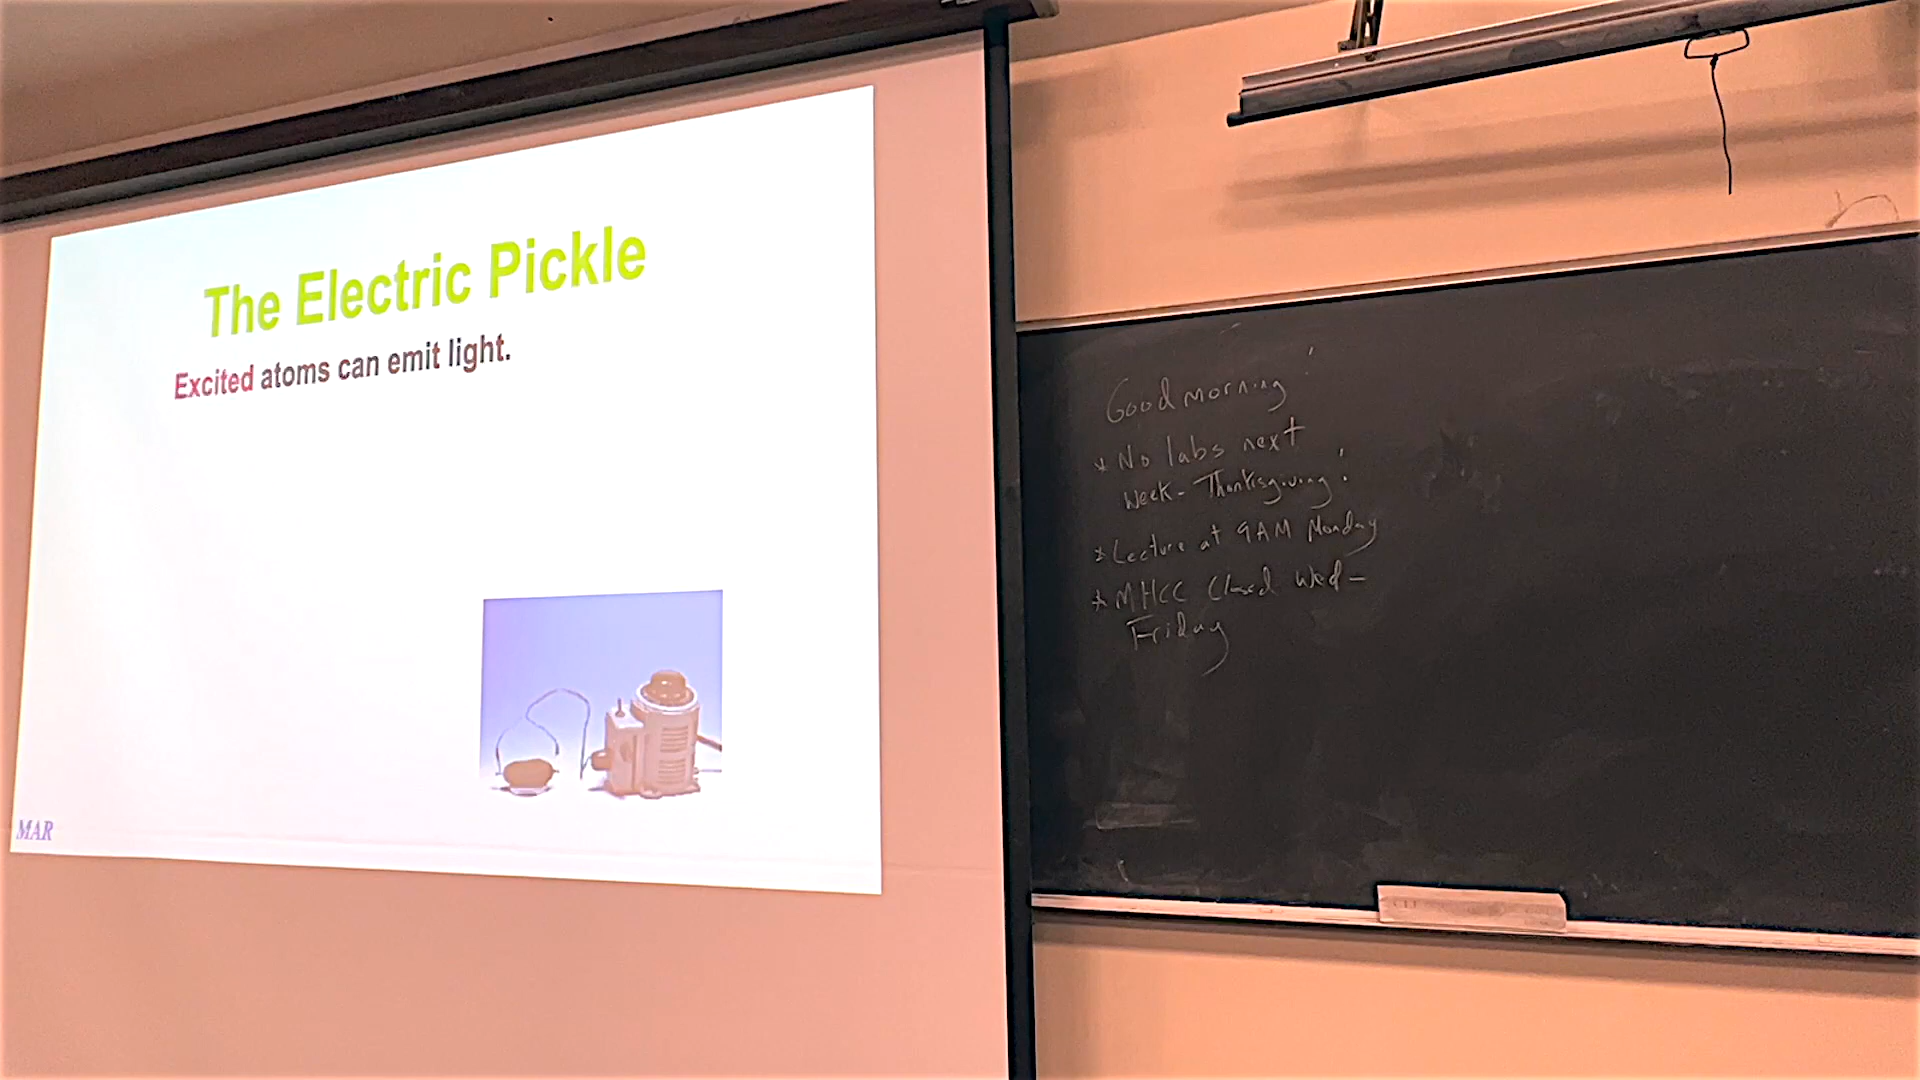 The Electric Pickle
Excited atoms can emit light.
MAR
Good morning!
* No labs next
week - Thanksgiving!
* Lecture at 9AM Monday
* MHCC Closed Wed -
Friday